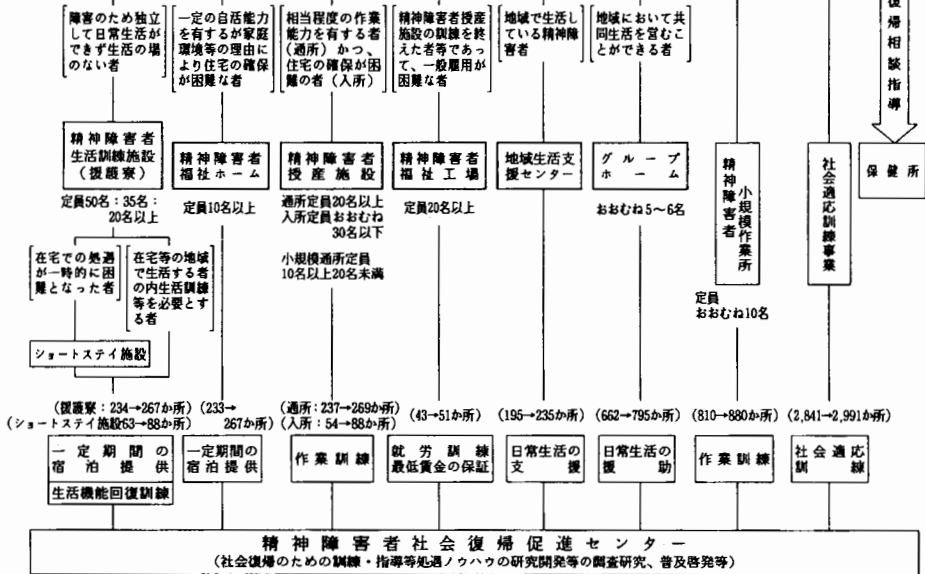 障害のため独立
して日常生活が
できず生活の場
のない者
一定の自活能力
を有するが家庭
環境等の理由に
より住宅の確保
が困難な者
相当程度の作業
能力を有する者
(通所) かつ、
住宅の確保が困
難の者(入所)
精神障害者授産
施設の訓練を終
えた者等であっ
て、一般雇用が
困難な者
地域で生活し
ている精神障
害者
地域において共
同生活を営むこ
とができる者
復帰相談指導
精神障害者
生活訓練施設
(援護寮)
定員50名:35名:
20名以上
精神障害者
福祉ホーム
定員10名以上
精神障害者
授産施設
通所定員20名以上
入所定員おおむね
30名以下
小規模通所定員
10名以上20名未満
精神障害者
福祉工場
定員20名以上
地域生活支
援センター
グループ
ホーム
おおむね5〜6名
精神障害者
小規模作業所
定員
おおむね10名
社会適応訓練事業
保健所
在宅での処遇
が一時的に困
難となった者
在宅等の地域
で生活する者
の内生活訓練
等を必要とす
る者
ショートステイ施設
(援護寮:234→267か所)
(ショートステイ施設63→88か所)
(233→
267か所)
(通所:237→269か所)
(入所:54→88か所)
(43→51か所)
(195→235か所)
(662→795か所)
(810→880か所)
(2,841→2,991か所)
一定期間の
宿泊提供
生活機能回復訓練
一定期間の
宿泊提供
作業訓練
就労訓練
最低賃金の保証
日常生活の
支援
日常生活の
援助
作業訓練
社会適応
訓練
精神障害者社会復帰促進センター
(社会復帰のための訓練・指導等処遇ノウハウの研究開発等の調査研究、普及啓発等)